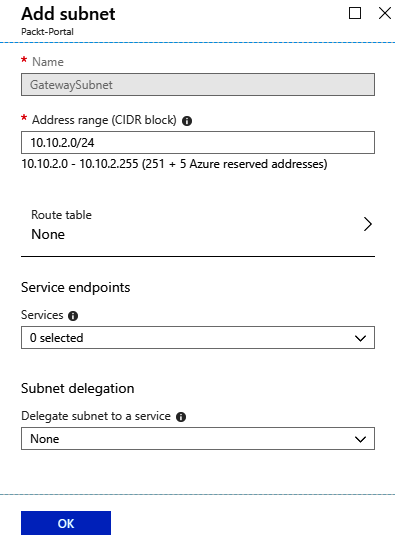 Add subnet
Packt-Portal
* Name
GatewaySubnet
* Address range (CIDR block)
10.10.2.0/24
10.10.2.0 - 10.10.2.255 (251 + 5 Azure reserved addresses)
Route table
None
Service endpoints
Services
0 selected
Subnet delegation
Delegate subnet to a service
None
OK